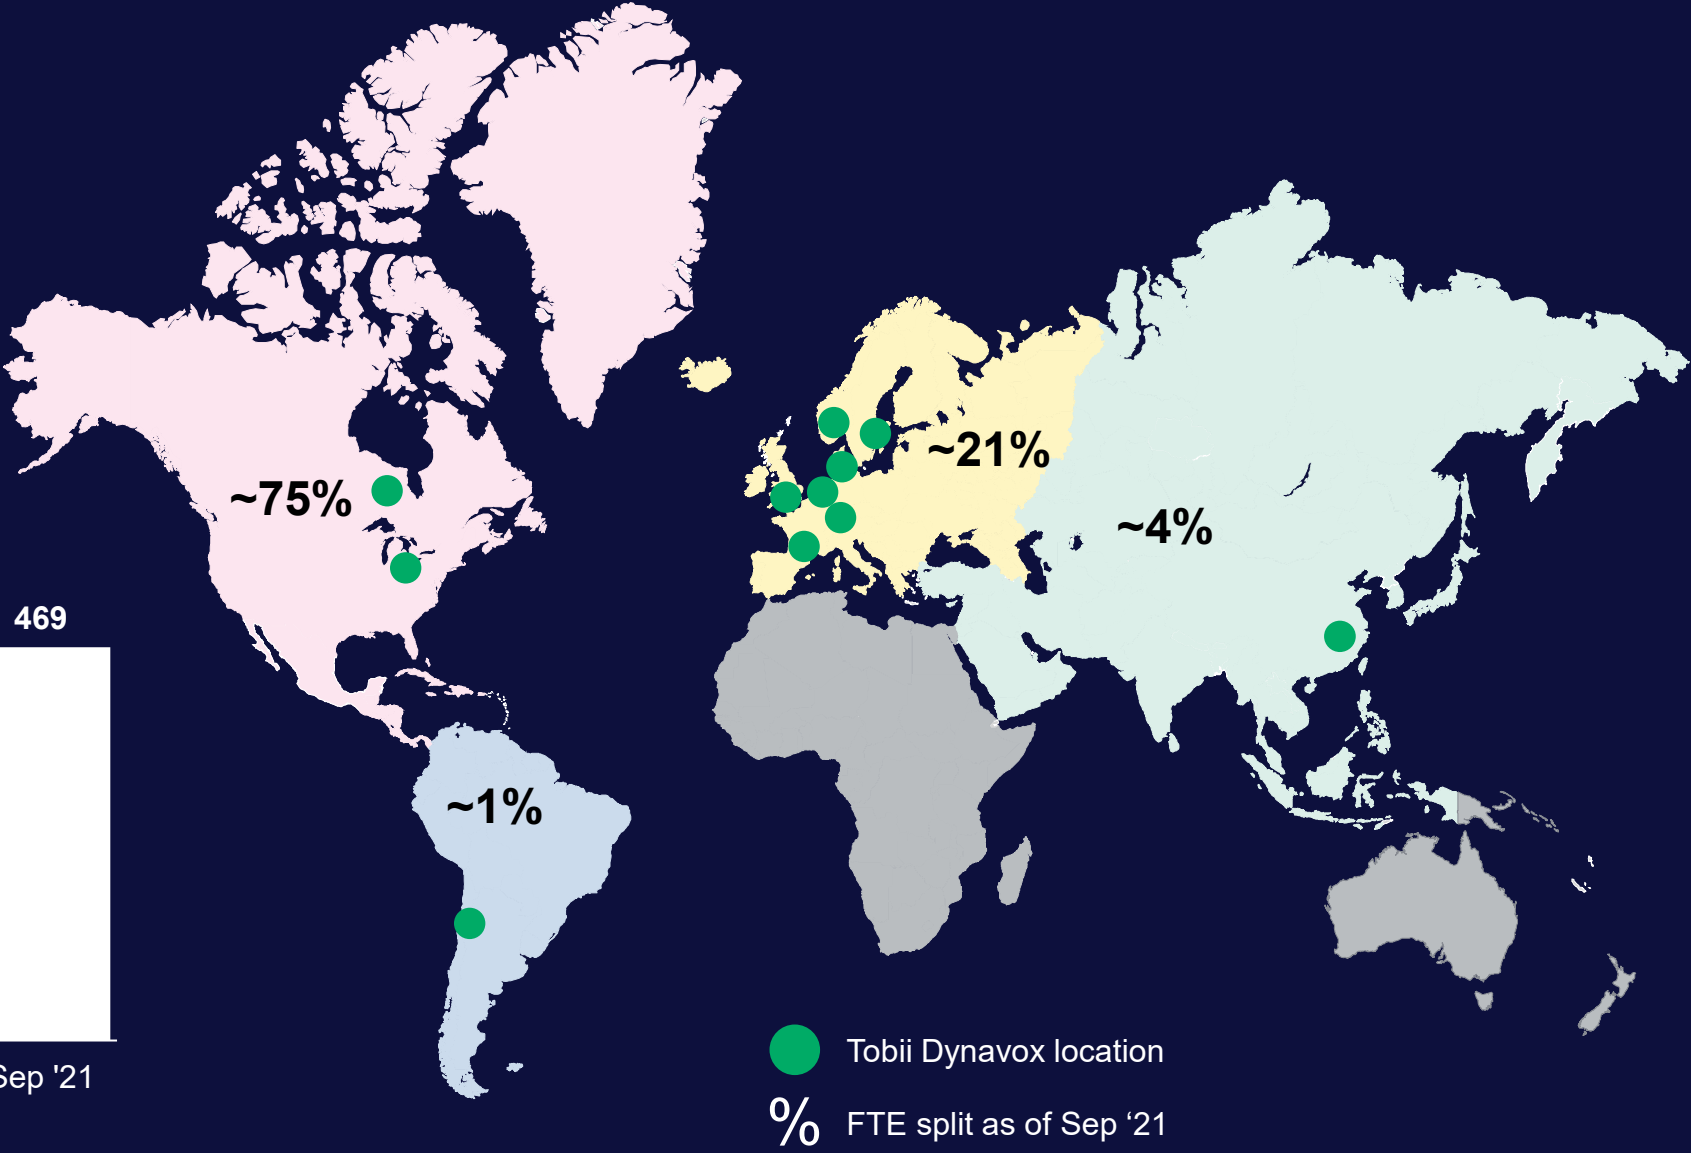 ~21%
~75%
~4%
469
~1%
Sep '21
Tobii Dynavox location
% FTE split as of Sep ‘21